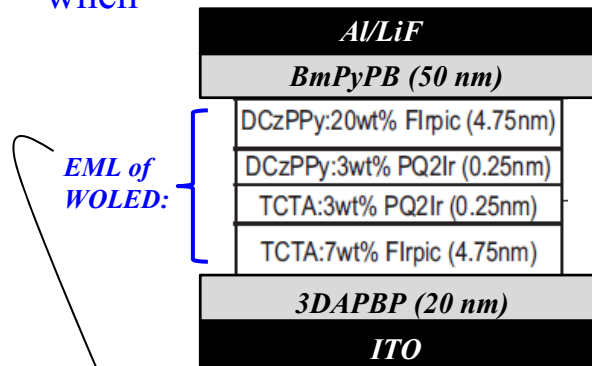 when
Al/LiF
BmPyPB (50 nm)
DCzPPy:20wt% FIrpic (4.75nm)
DCzPPy:3wt% PQ2Ir (0.25nm)
EML of
WOLED:
TCTA:3wt% PQ2Ir (0.25nm)
TCTA:7wt% FIrpic (4.75nm)
3DAPBP (20 nm)
ITO